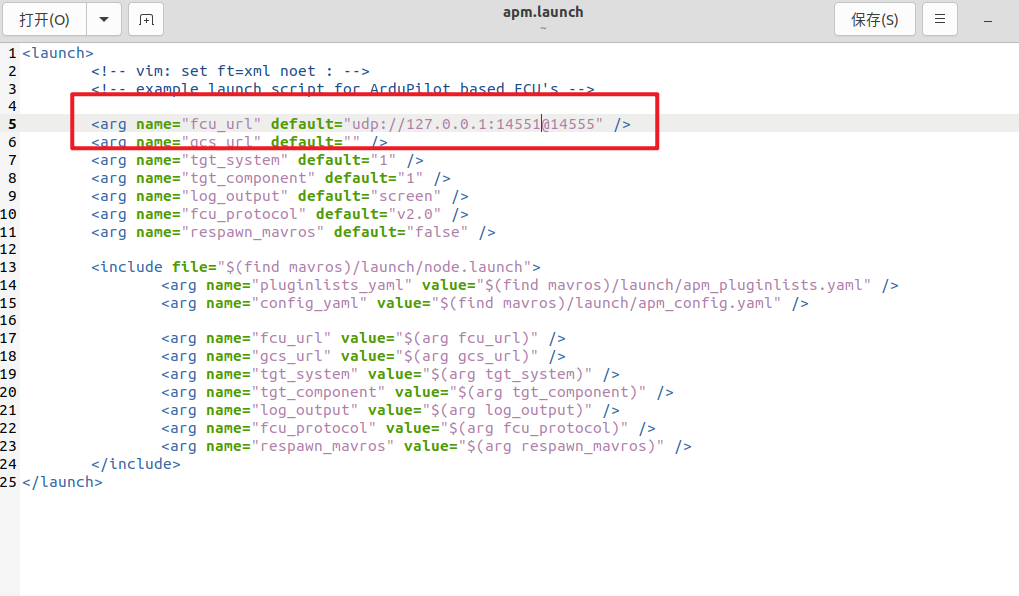 打开(O)
apm.launch
~
保存(S)
1 <launch>
2 <!-- vim: set ft=xml noet : -->
3 <!-- example launch script for ArduPilot based FCU's -->
4
5 <arg name="fcu_url" default="udp://127.0.0.1:14551@14555" />
6 <arg name="gcs_url" default="" />
7 <arg name="tgt_system" default="1" />
8 <arg name="tgt_component" default="1" />
9 <arg name="log_output" default="screen" />
10 <arg name="fcu_protocol" default="v2.0" />
11 <arg name="respawn_mavros" default="false" />
12
13 <include file="$(find mavros)/launch/node.launch">
14 <arg name="pluginlists_yaml" value="$(find mavros)/launch/apm_pluginlists.yaml" />
15 <arg name="config_yaml" value="$(find mavros)/launch/apm_config.yaml" />
16
17 <arg name="fcu_url" value="$(arg fcu_url)" />
18 <arg name="gcs_url" value="$(arg gcs_url)" />
19 <arg name="tgt_system" value="$(arg tgt_system)" />
20 <arg name="tgt_component" value="$(arg tgt_component)" />
21 <arg name="log_output" value="$(arg log_output)" />
22 <arg name="fcu_protocol" value="$(arg fcu_protocol)" />
23 <arg name="respawn_mavros" value="$(arg respawn_mavros)" />
24 </include>
25 </launch>